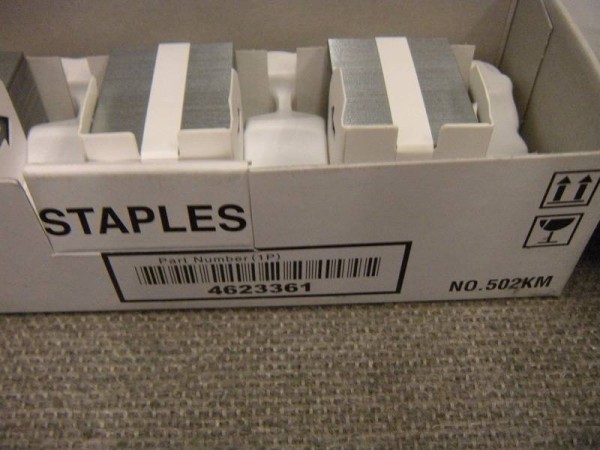 STAPLES
Part Number(1P)
4623361
NO.502KM